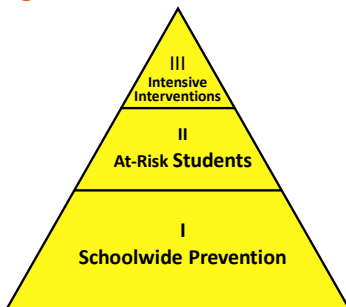 III
Intensive
Interventions
II
At-Risk Students
I
Schoolwide Prevention